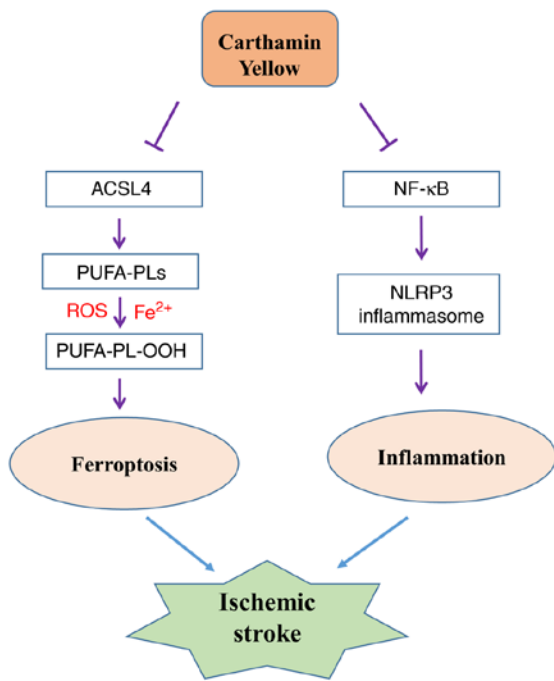 Carthamin
Yellow
ACSL4
NF-κB
PUFA-PLs
NLRP3
inflammasome
ROS Fe²⁺
PUFA-PL-OOH
Ferroptosis
Inflammation
Ischemic
stroke